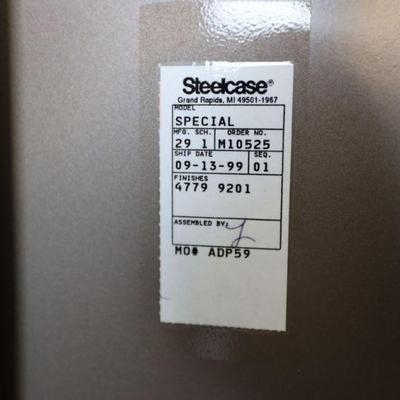 Steelcase®
Grand Rapids, MI 49501-1967
MODEL
SPECIAL
MFG. SCH. ORDER NO.
29 1 M10525
SHIP DATE SEQ.
09-13-99 01
FINISHES
4779 9201
ASSEMBLED BY:
MO# ADP59